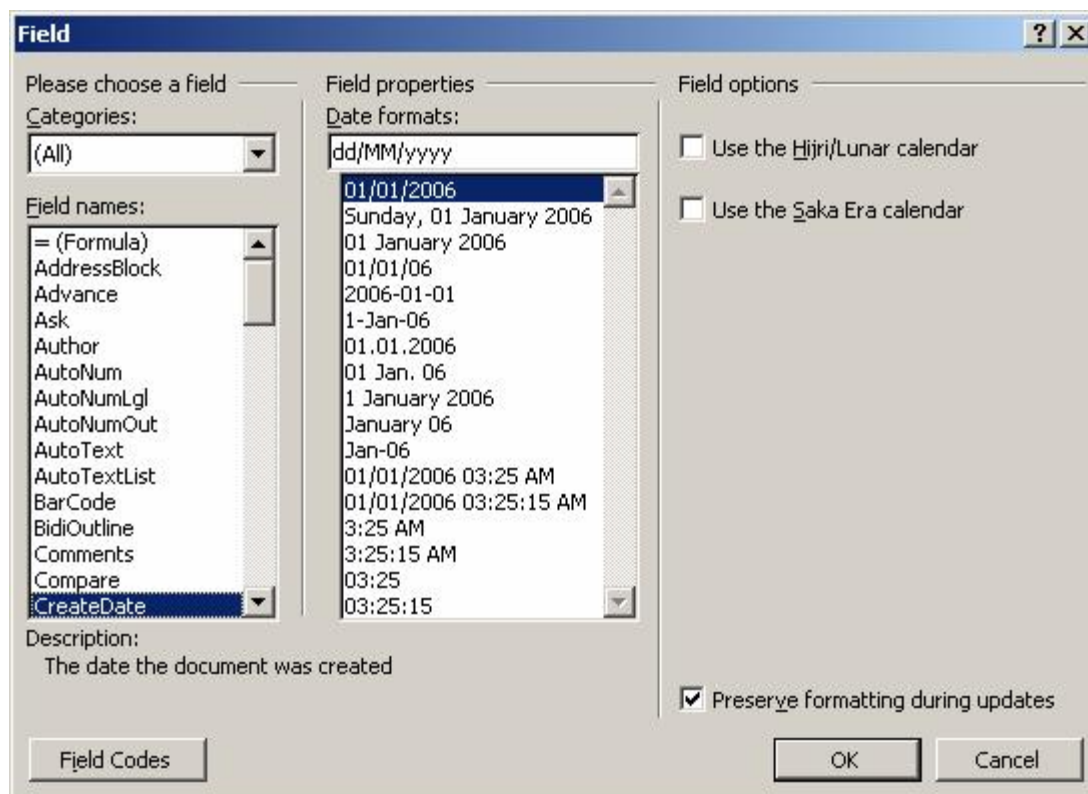 Field
Please choose a field
Categories:
(All)
Field names:
= (Formula)
AddressBlock
Advance
Ask
Author
AutoNum
AutoNumLgl
AutoNumOut
AutoText
AutoTextList
BarCode
BidiOutline
Comments
Compare
CreateDate
Description:
The date the document was created
Field properties
Date formats:
dd/MM/yyyy
01/01/2006
Sunday, 01 January 2006
01 January 2006
01/01/06
2006-01-01
1-Jan-06
01.01.2006
01 Jan. 06
1 January 2006
January 06
Jan-06
01/01/2006 03:25 AM
01/01/2006 03:25:15 AM
3:25 AM
3:25:15 AM
03:25
03:25:15
Field options
Use the Hijri/Lunar calendar
Use the Saka Era calendar
Preserve formatting during updates
Field Codes
OK
Cancel